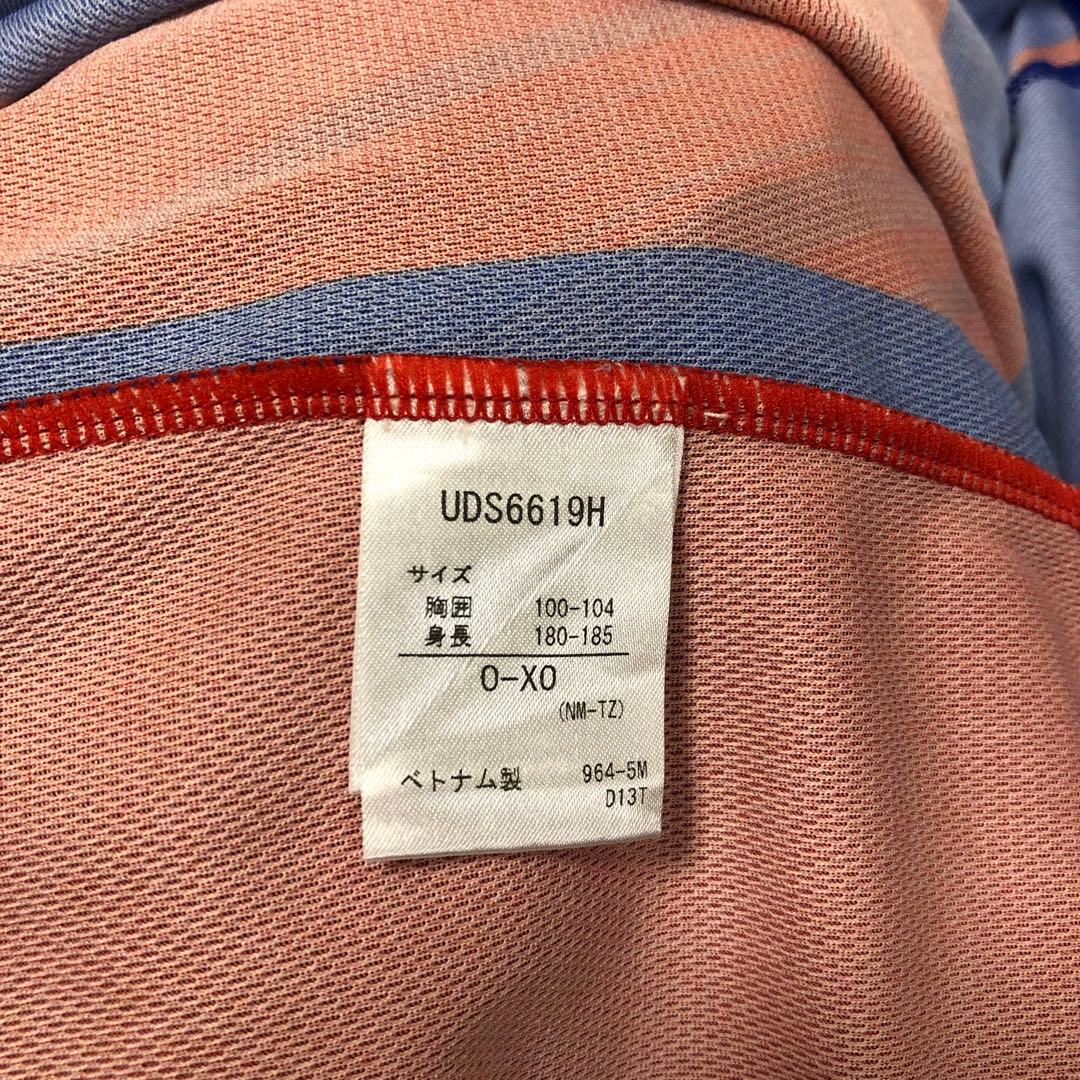 UDS6619H
サイズ
胸囲 100-104
身長 180-185
O-XO
(NM-TZ)
ベトナム製 964-5M
D13T